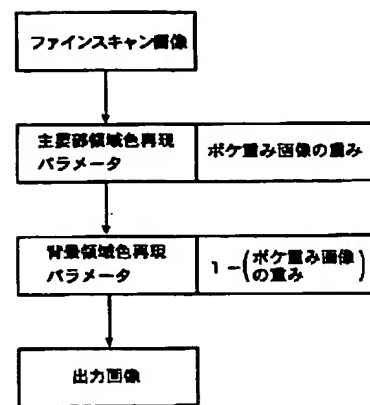 ファインスキャン画像
主要部領域色再現
パラメータ
ボケ重み画像の重み
背景領域色再現
パラメータ
1−(ボケ重み画像
の重み)
出力画像